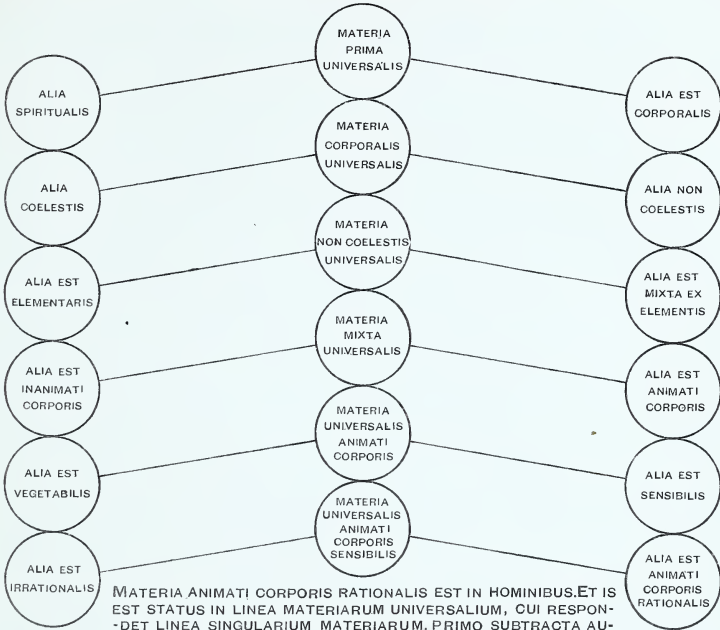 MATERIA
PRIMA
UNIVERSALIS
ALIA
SPIRITUALIS
ALIA EST
CORPORALIS
MATERIA
CORPORALIS
UNIVERSALIS
ALIA
COELESTIS
ALIA NON
COELESTIS
MATERIA
NON COELESTIS
UNIVERSALIS
ALIA EST
ELEMENTARIS
ALIA EST
MIXTA EX
ELEMENTIS
MATERIA
MIXTA
UNIVERSALIS
ALIA EST
INANIMATI
CORPORIS
ALIA EST
ANIMATI
CORPORIS
MATERIA
UNIVERSALIS
ANIMATI
CORPORIS
ALIA EST
VEGETABILIS
ALIA EST
SENSIBILIS
MATERIA
UNIVERSALIS
ANIMATI
CORPORIS
SENSIBILIS
ALIA EST
IRRATIONALIS
ALIA EST
ANIMATI
CORPORIS
RATIONALIS
MATERIA ANIMATI CORPORIS RATIONALIS EST IN HOMINIBUS. ET IS
EST STATUS IN LINEA MATERIARUM UNIVERSALIUM, CUI RESPON-
-DET LINEA SINGULARIUM MATERIARUM. PRIMO SUBTRACTA AU-